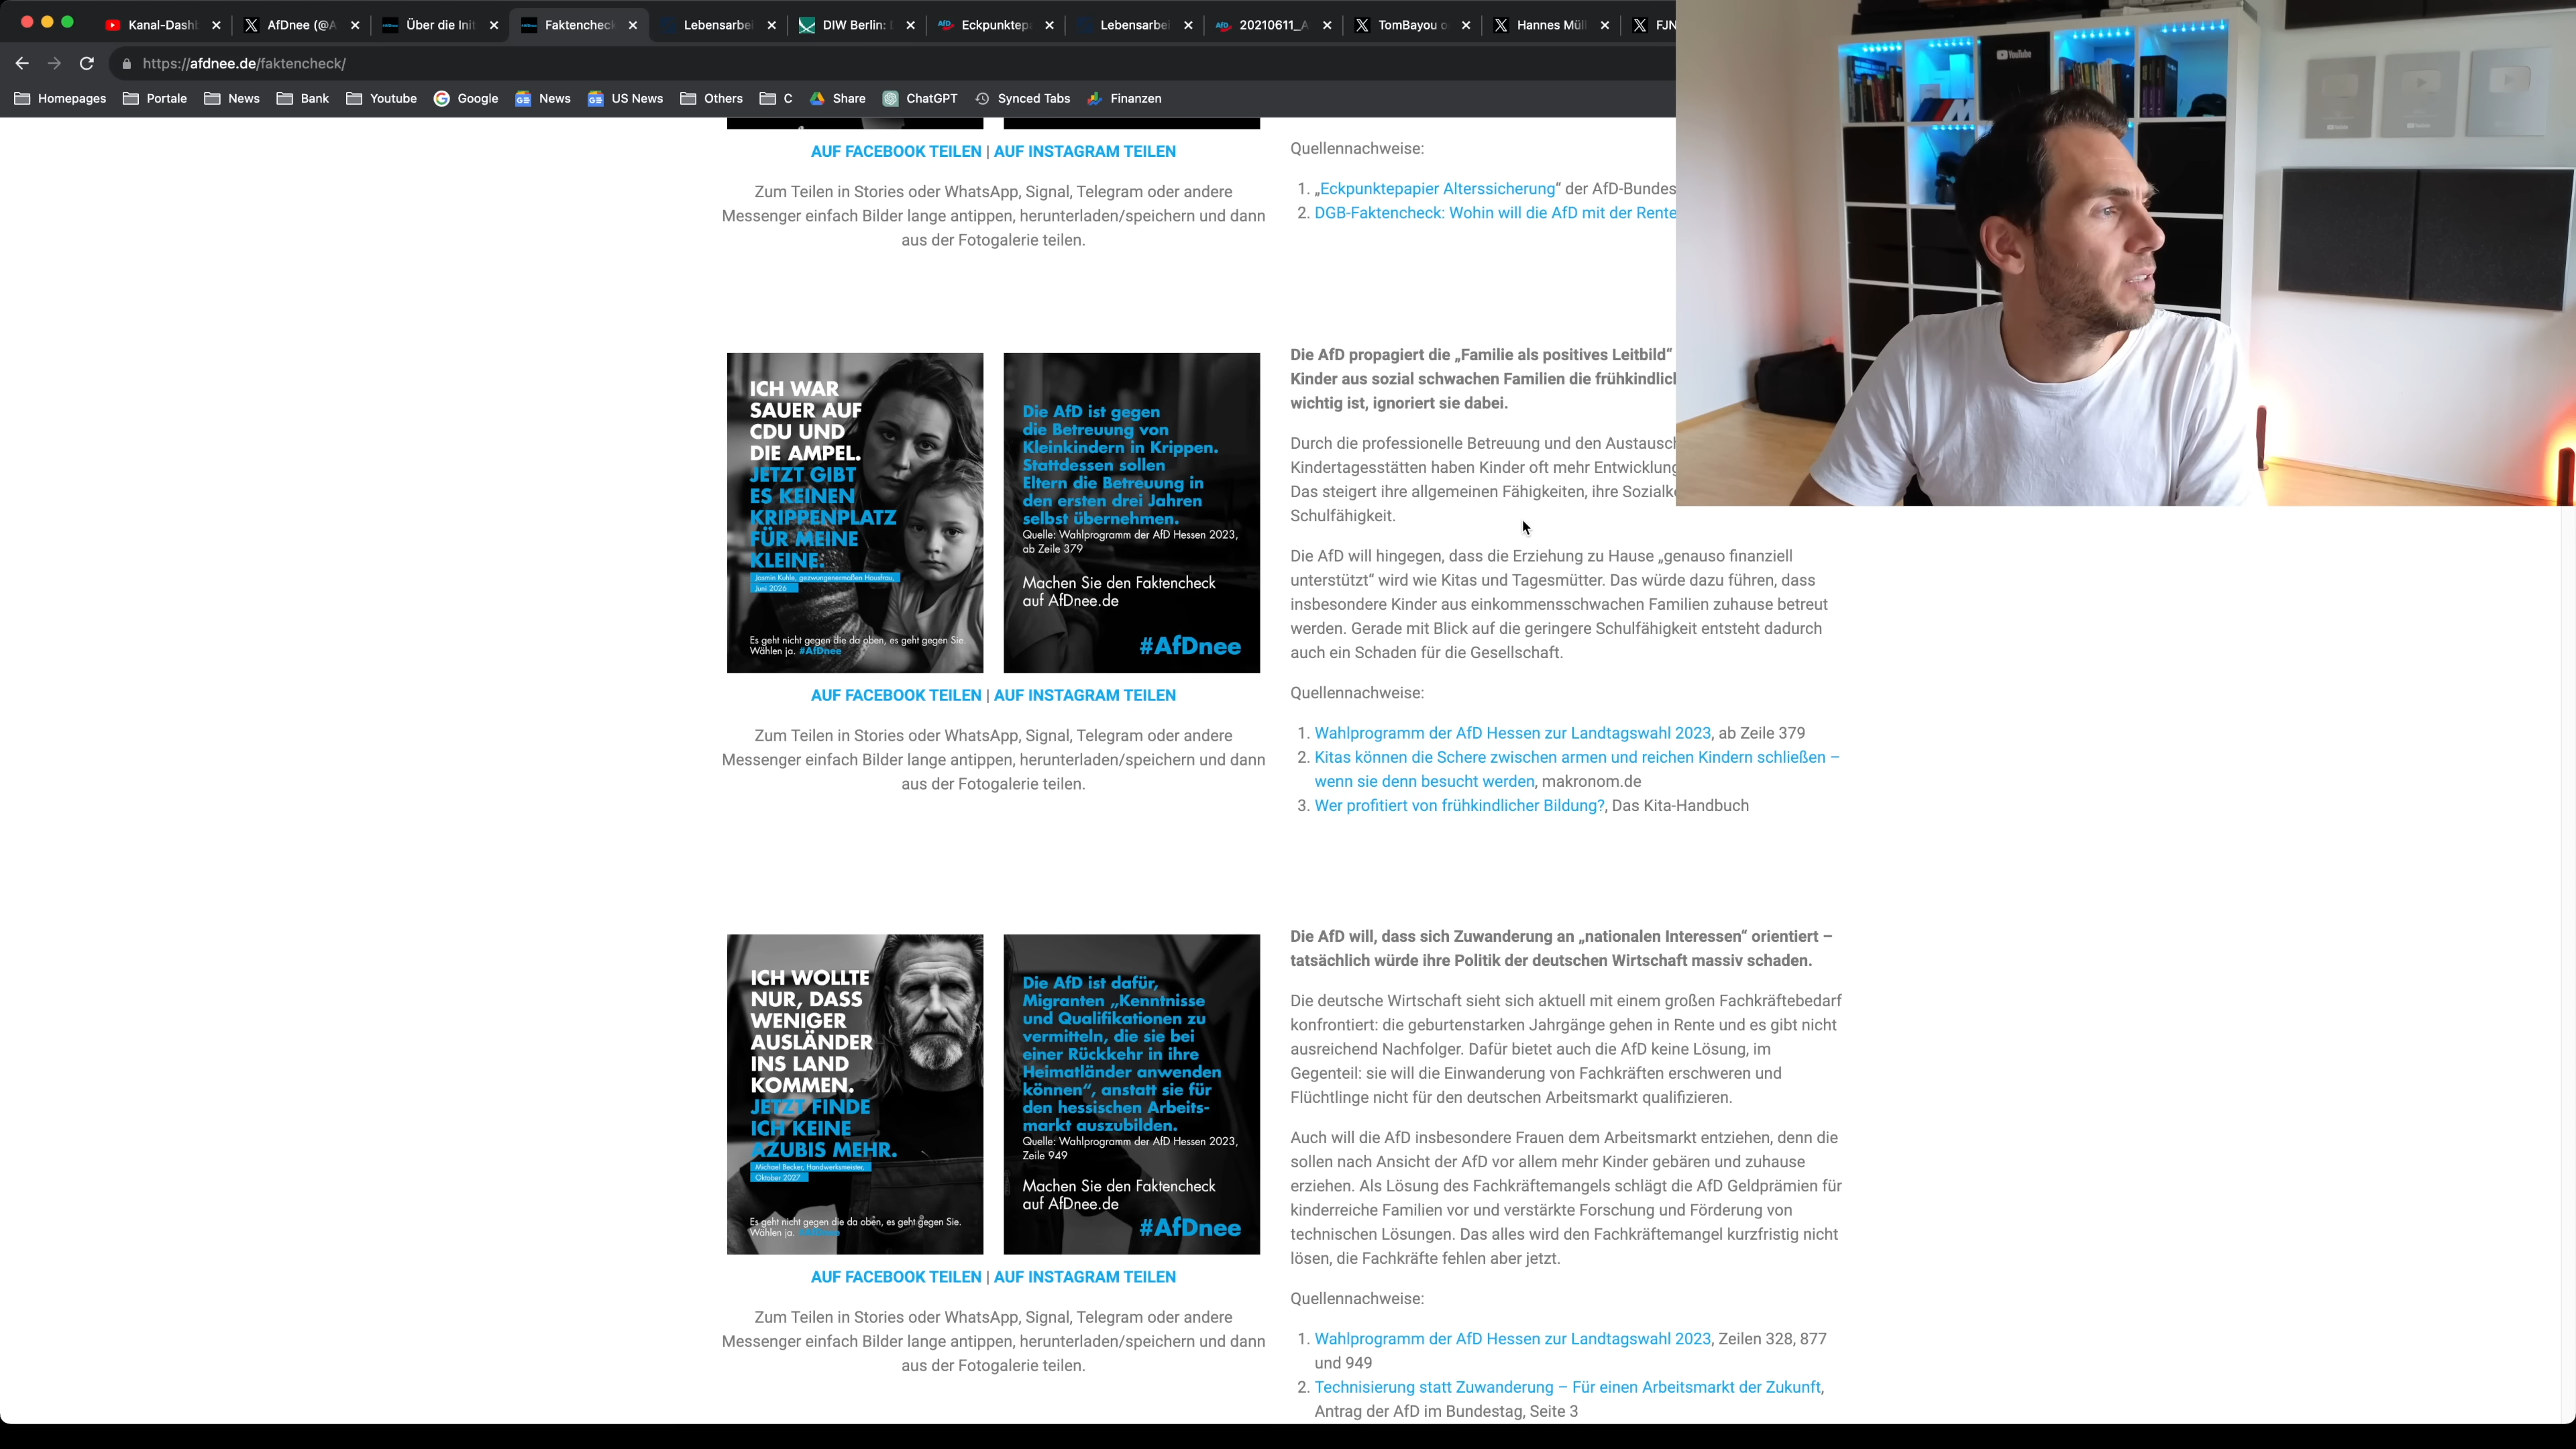 Kanal-Dash
AfDnee (@A
Über die Init
Faktencheck
Lebensarbei
DIW Berlin:
Eckpunktep
Lebensarbei
20210611_A
TomBayou o
Hannes Mül
FJN
https://afdnee.de/faktencheck/
Homepages
Portale
News
Bank
Youtube
Google
News
US News
Others
C
Share
ChatGPT
Synced Tabs
Finanzen
YouTube
AUF FACEBOOK TEILEN | AUF INSTAGRAM TEILEN
Zum Teilen in Stories oder WhatsApp, Signal, Telegram oder andere
Messenger einfach Bilder lange antippen, herunterladen/speichern und dann
aus der Fotogalerie teilen.
Quellennachweise:
1. „Eckpunktepapier Alterssicherung“ der AfD-Bundes
2. DGB-Faktencheck: Wohin will die AfD mit der Rente
ICH WAR
SAUER AUF
CDU UND
DIE AMPEL.
JETZT GIBT
ES KEINEN
KRIPPENPLATZ
FÜR MEINE
KLEINE.
Jasmin Kuhle, gezwungenermaßen Hausfrau,
Juni 2026
Es geht nicht gegen die da oben, es geht gegen Sie.
Wählen ja. #AfDnee
Die AfD ist gegen
die Betreuung von
Kleinkindern in Krippen.
Stattdessen sollen
Eltern die Betreuung in
den ersten drei Jahren
selbst übernehmen.
Quelle: Wahlprogramm der AfD Hessen 2023,
ab Zeile 379
Machen Sie den Faktencheck
auf AfDnee.de
#AfDnee
AUF FACEBOOK TEILEN | AUF INSTAGRAM TEILEN
Zum Teilen in Stories oder WhatsApp, Signal, Telegram oder andere
Messenger einfach Bilder lange antippen, herunterladen/speichern und dann
aus der Fotogalerie teilen.
Die AfD propagiert die „Familie als positives Leitbild“
Kinder aus sozial schwachen Familien die frühkindlich
wichtig ist, ignoriert sie dabei.
Durch die professionelle Betreuung und den Austausch
Kindertagesstätten haben Kinder oft mehr Entwicklung
Das steigert ihre allgemeinen Fähigkeiten, ihre Sozialk
Schulfähigkeit.
Die AfD will hingegen, dass die Erziehung zu Hause „genauso finanziell
unterstützt“ wird wie Kitas und Tagesmütter. Das würde dazu führen, dass
insbesondere Kinder aus einkommensschwachen Familien zuhause betreut
werden. Gerade mit Blick auf die geringere Schulfähigkeit entsteht dadurch
auch ein Schaden für die Gesellschaft.
Quellennachweise:
1. Wahlprogramm der AfD Hessen zur Landtagswahl 2023, ab Zeile 379
2. Kitas können die Schere zwischen armen und reichen Kindern schließen –
wenn sie denn besucht werden, makronom.de
3. Wer profitiert von frühkindlicher Bildung?, Das Kita-Handbuch
ICH WOLLTE
NUR, DASS
WENIGER
AUSLÄNDER
INS LAND
KOMMEN.
JETZT FINDE
ICH KEINE
AZUBIS MEHR.
Michael Becker, Handwerksmeister,
Oktober 2027
Es geht nicht gegen die da oben, es geht gegen Sie.
Wählen ja. #AfDnee
Die AfD ist dafür,
Migranten „Kenntnisse
und Qualifikationen zu
vermitteln, die sie bei
einer Rückkehr in ihre
Heimatländer anwenden
können“, anstatt sie für
den hessischen Arbeits-
markt auszubilden.
Quelle: Wahlprogramm der AfD Hessen 2023,
Zeile 949
Machen Sie den Faktencheck
auf AfDnee.de
#AfDnee
AUF FACEBOOK TEILEN | AUF INSTAGRAM TEILEN
Zum Teilen in Stories oder WhatsApp, Signal, Telegram oder andere
Messenger einfach Bilder lange antippen, herunterladen/speichern und dann
aus der Fotogalerie teilen.
Die AfD will, dass sich Zuwanderung an „nationalen Interessen“ orientiert –
tatsächlich würde ihre Politik der deutschen Wirtschaft massiv schaden.
Die deutsche Wirtschaft sieht sich aktuell mit einem großen Fachkräftebedarf
konfrontiert: die geburtenstarken Jahrgänge gehen in Rente und es gibt nicht
ausreichend Nachfolger. Dafür bietet auch die AfD keine Lösung, im
Gegenteil: sie will die Einwanderung von Fachkräften erschweren und
Flüchtlinge nicht für den deutschen Arbeitsmarkt qualifizieren.
Auch will die AfD insbesondere Frauen dem Arbeitsmarkt entziehen, denn die
sollen nach Ansicht der AfD vor allem mehr Kinder gebären und zuhause
erziehen. Als Lösung des Fachkräftemangels schlägt die AfD Geldprämien für
kinderreiche Familien vor und verstärkte Forschung und Förderung von
technischen Lösungen. Das alles wird den Fachkräftemangel kurzfristig nicht
lösen, die Fachkräfte fehlen aber jetzt.
Quellennachweise:
1. Wahlprogramm der AfD Hessen zur Landtagswahl 2023, Zeilen 328, 877
und 949
2. Technisierung statt Zuwanderung – Für einen Arbeitsmarkt der Zukunft,
Antrag der AfD im Bundestag, Seite 3